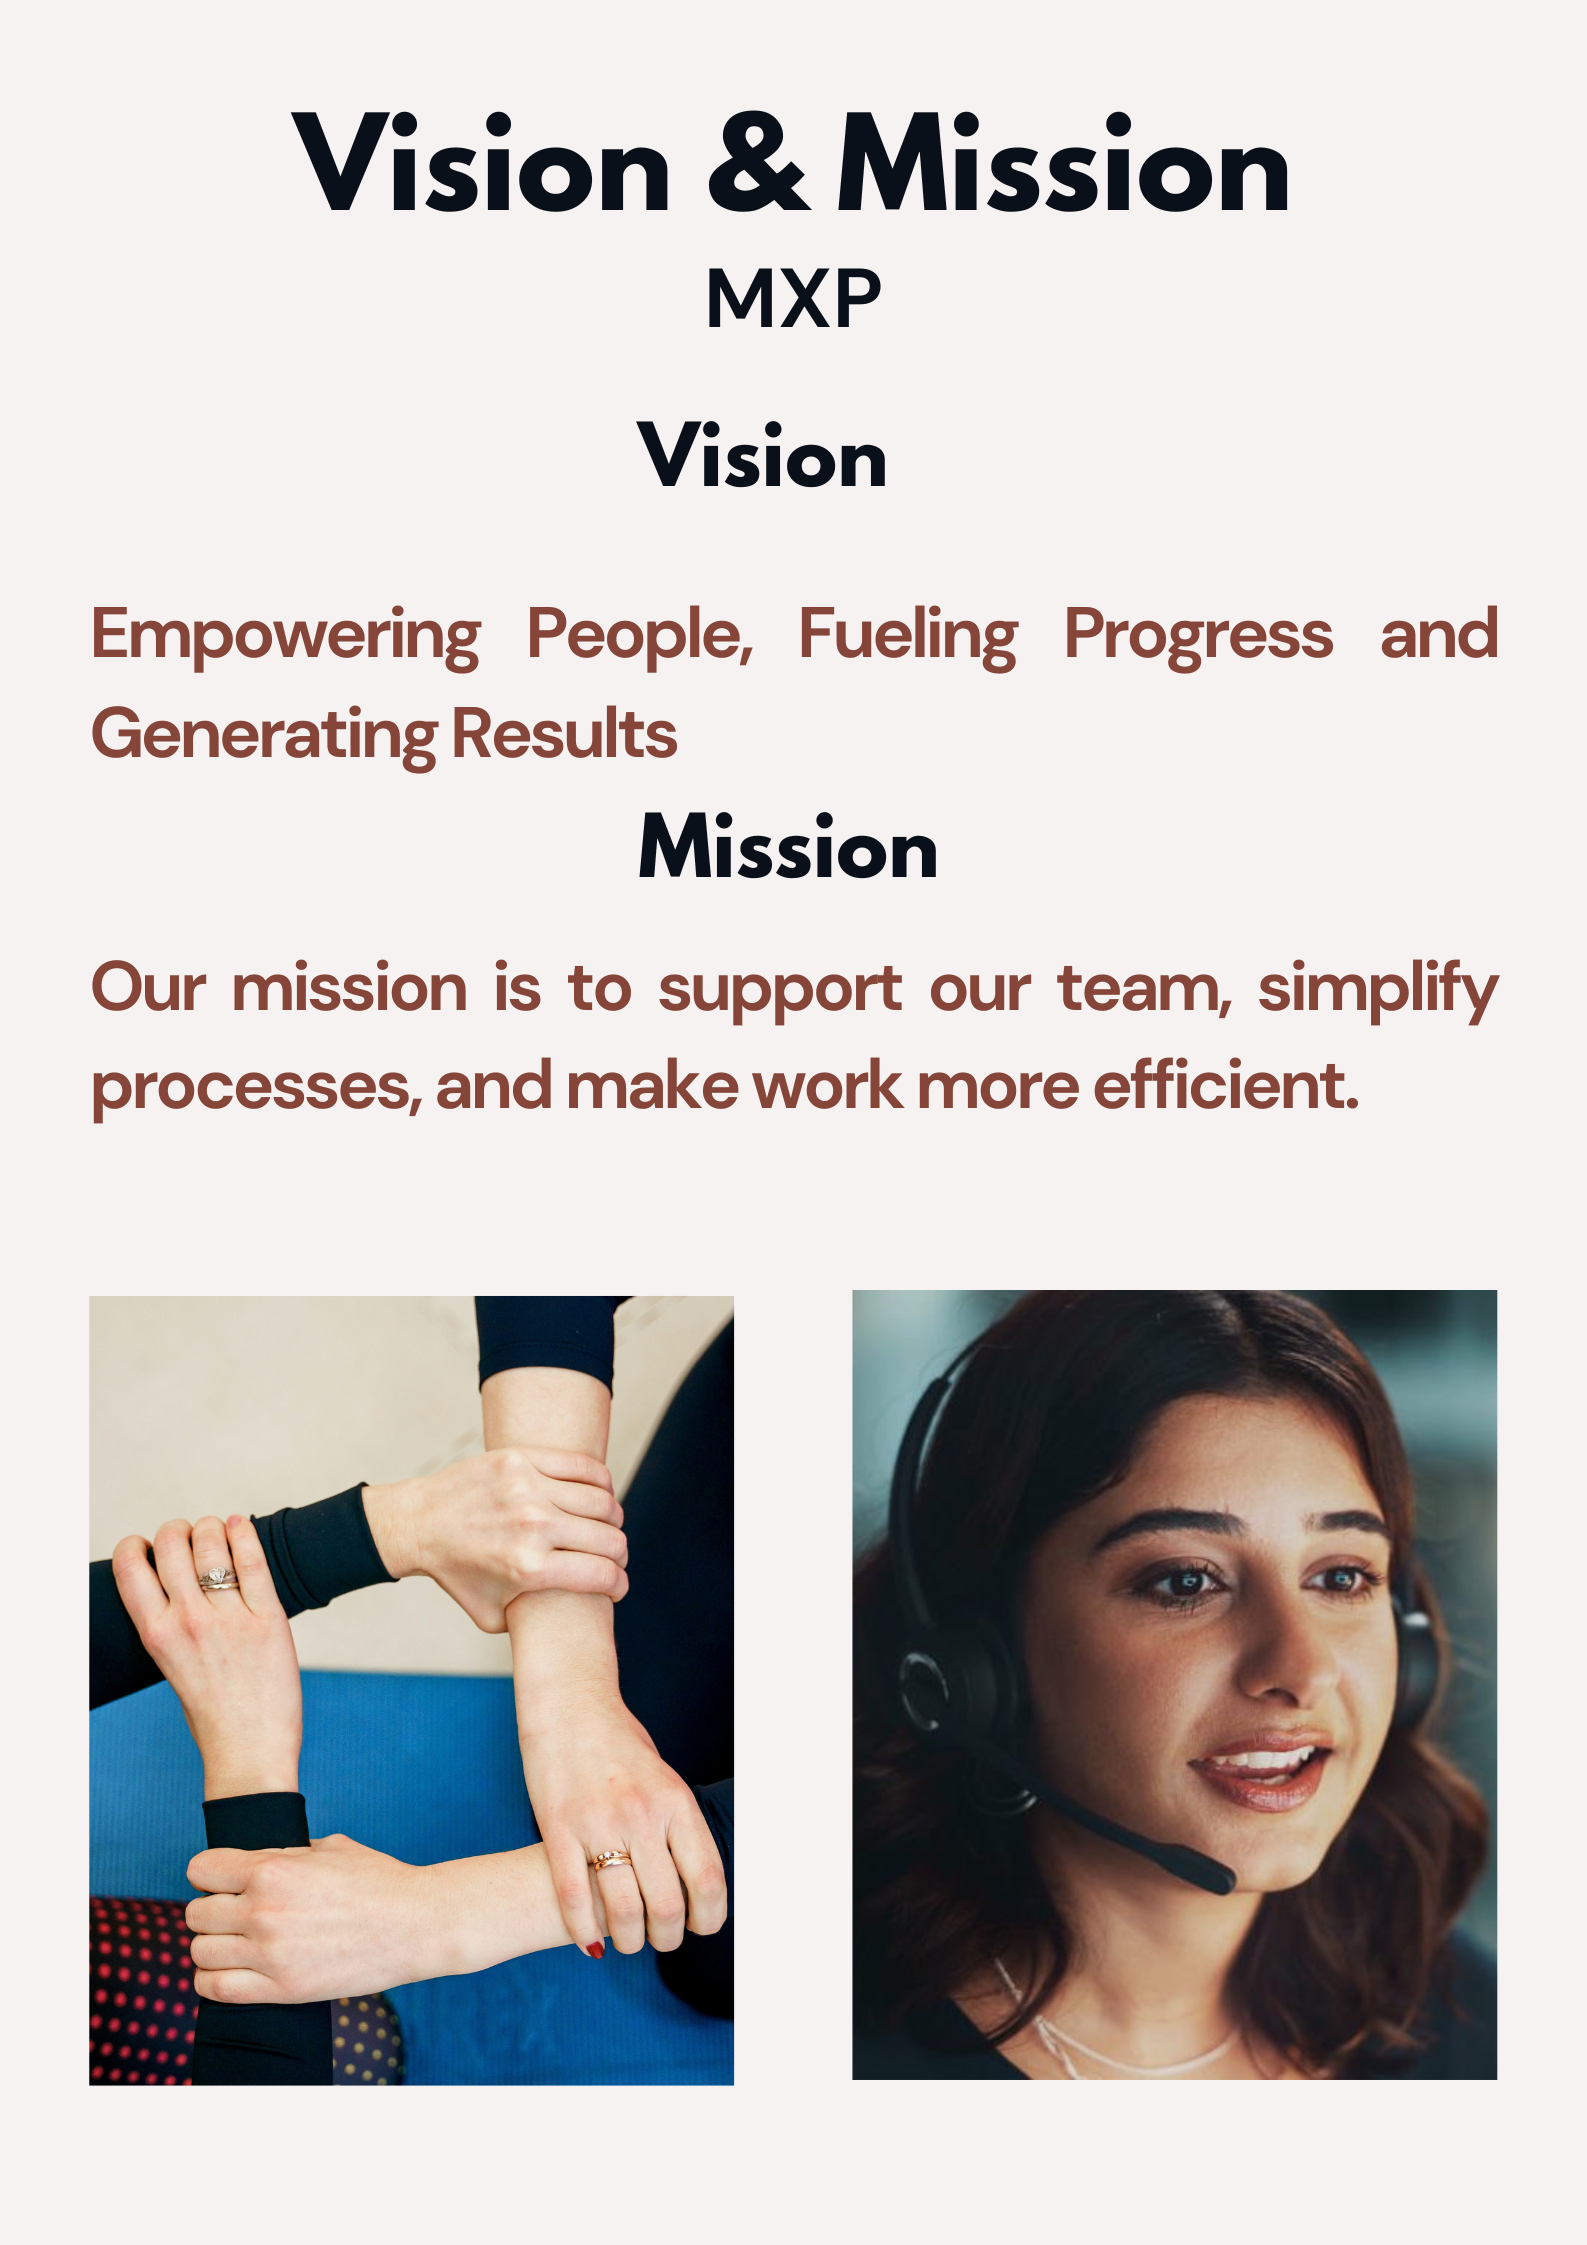 Vision & Mission
MXP
Vision
Empowering People, Fueling Progress and
Generating Results
Mission
Our mission is to support our team, simplify
processes, and make work more efficient.